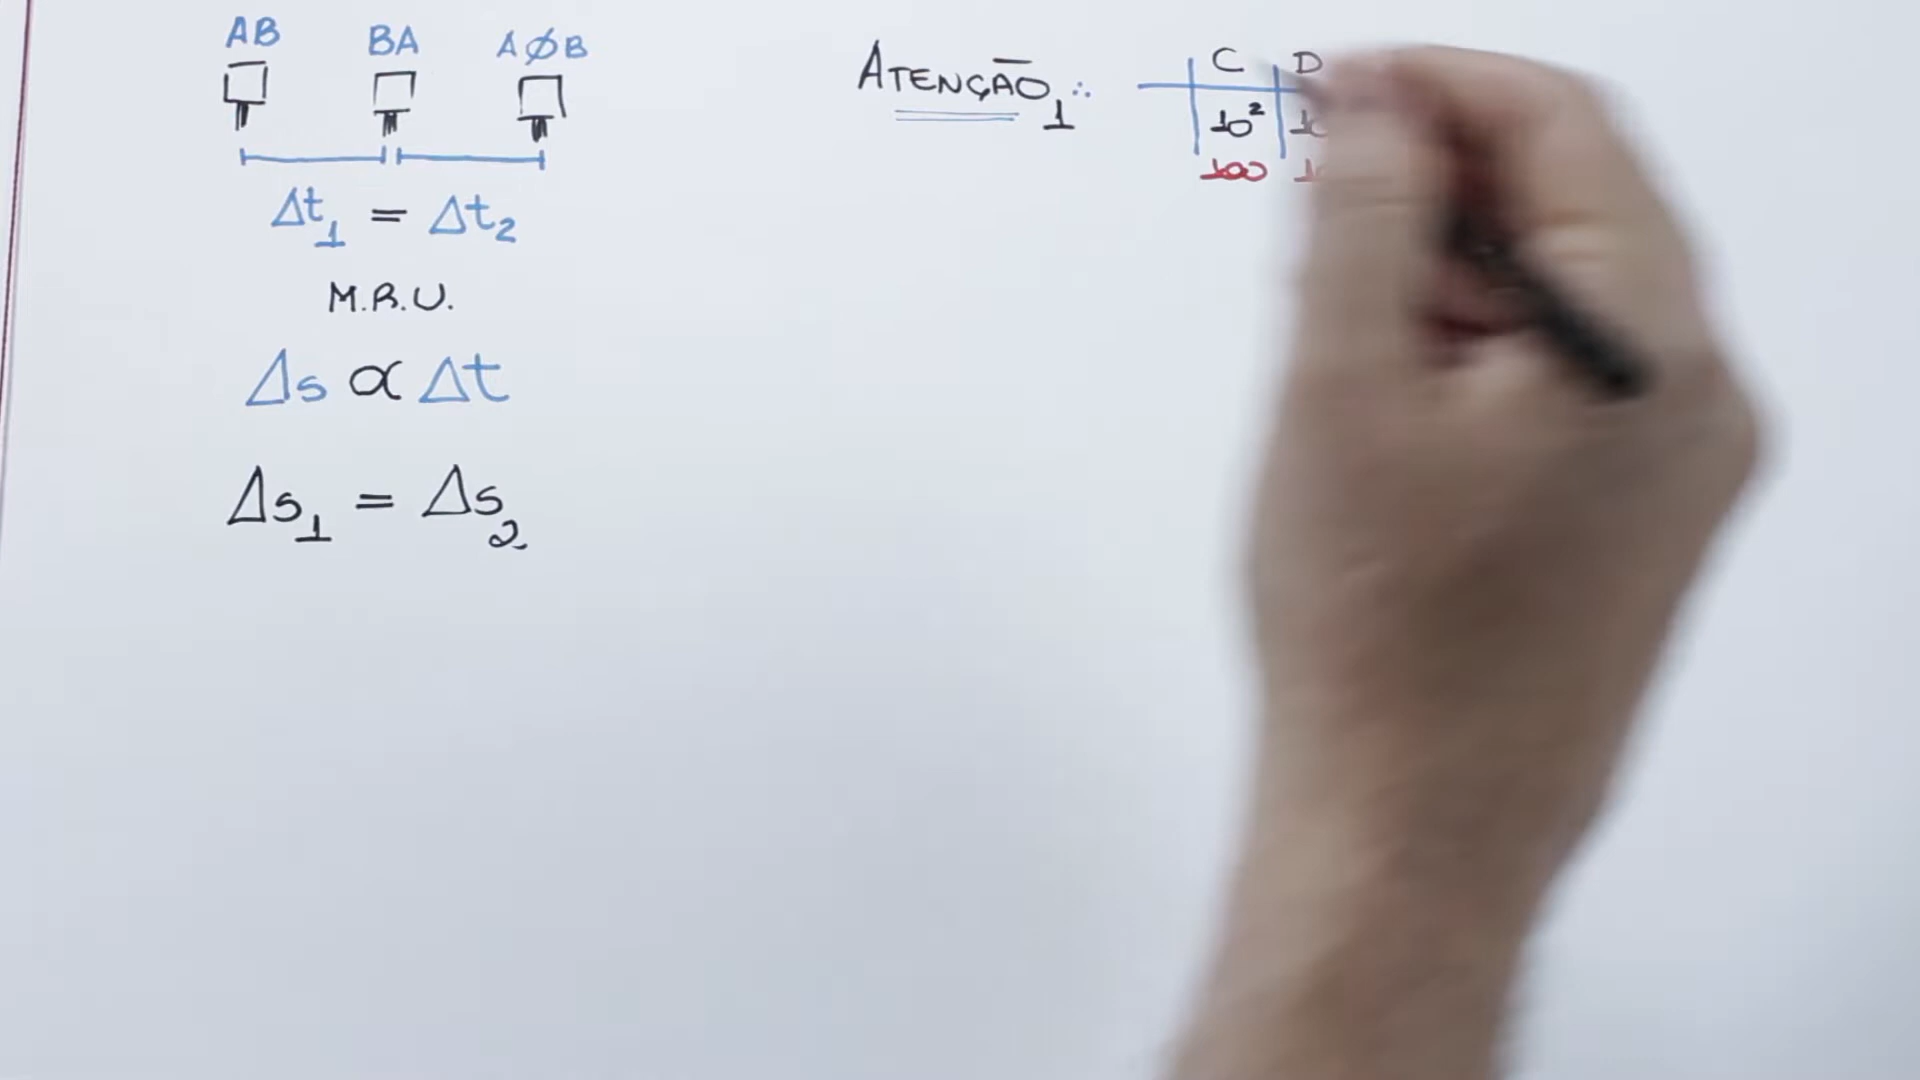 AB BA AØB
Δt₁ = Δt₂
M.R.U.
Δs ∝ Δt
Δs₁ = Δs₂
ATENÇÃO₁ ∴
C D
10²
100